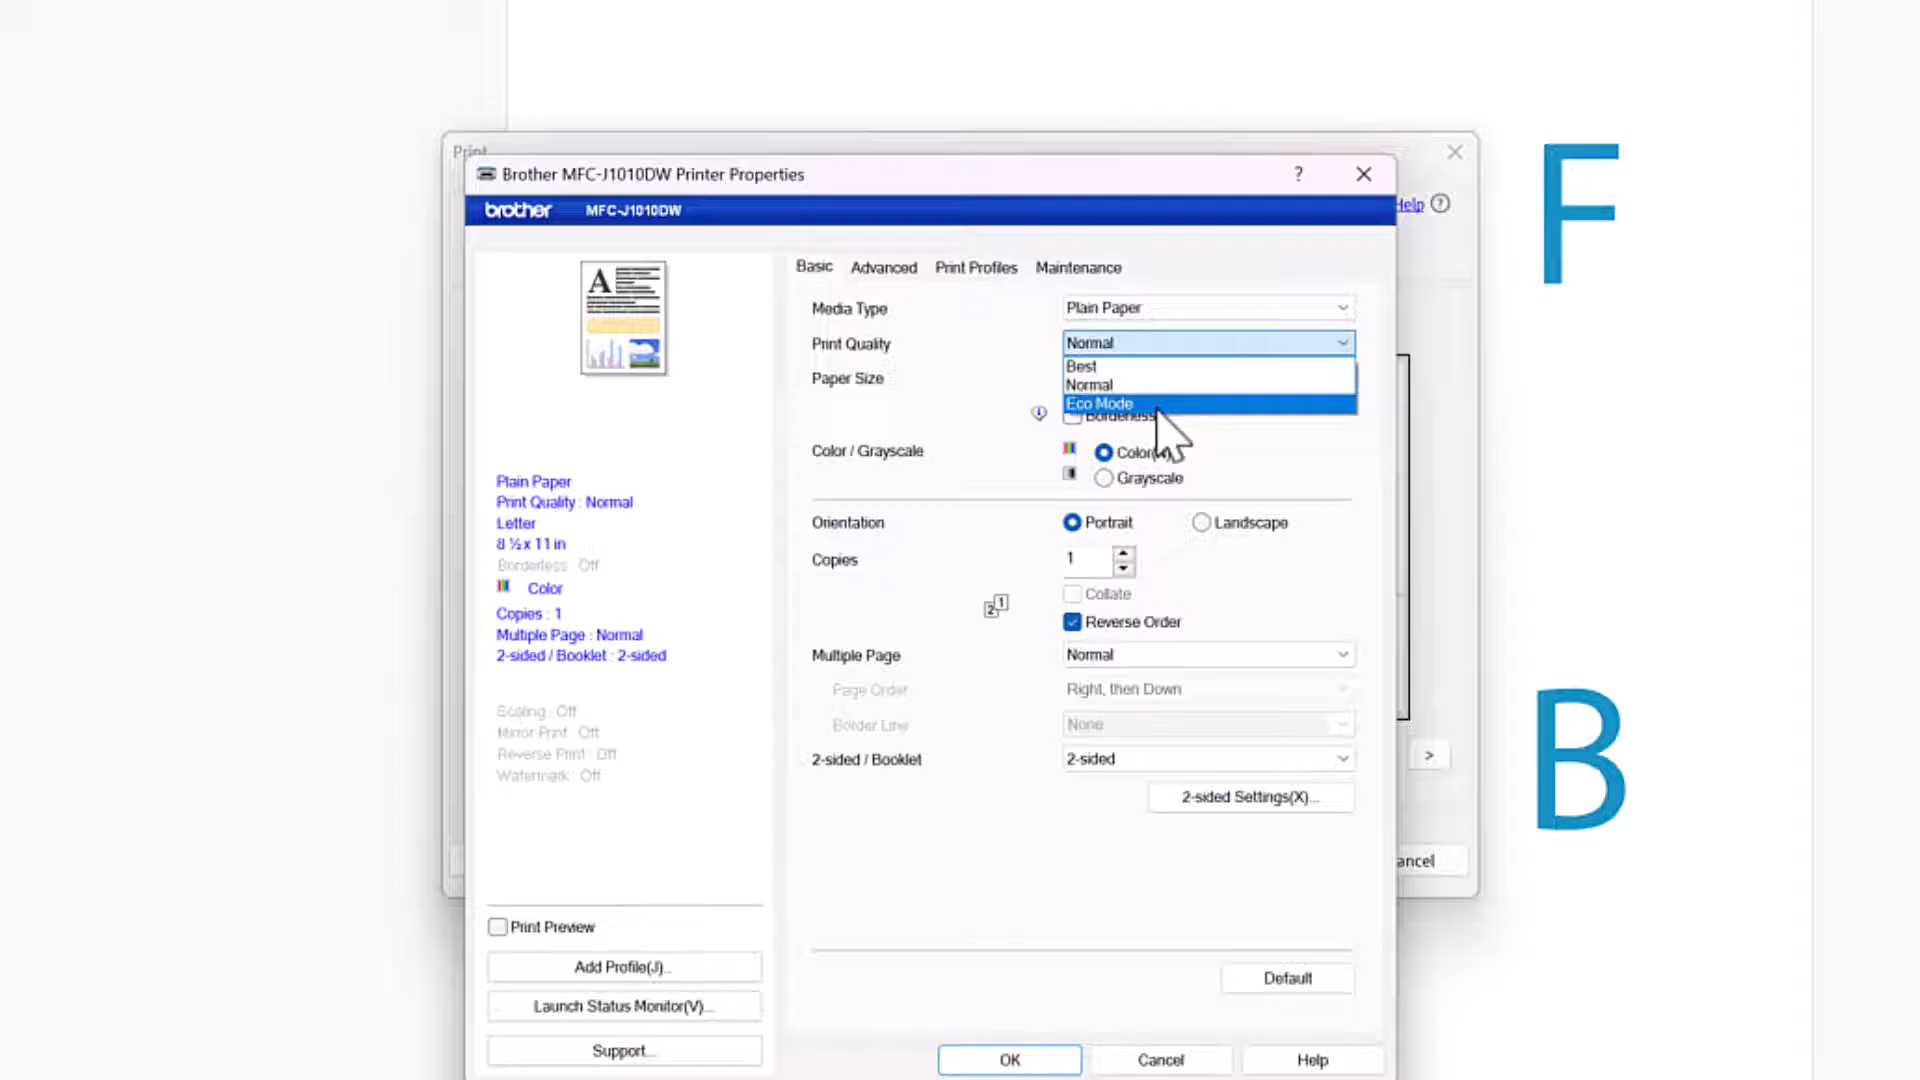 Print
Brother MFC-J1010DW Printer Properties
?
brother MFC-J1010DW
Help ?
F
A
Basic Advanced Print Profiles Maintenance
Media Type Plain Paper
Print Quality Normal
Best
Normal
Eco Mode
Paper Size
Borderless
Color / Grayscale
Color
Grayscale
Plain Paper
Print Quality : Normal
Letter
8 ½ x 11 in
Borderless : Off
Color
Copies : 1
Multiple Page : Normal
2-sided / Booklet : 2-sided
Scaling : Off
Mirror Print : Off
Reverse Print : Off
Watermark : Off
Orientation Portrait Landscape
Copies 1
Collate
2 1
Reverse Order
Multiple Page Normal
Page Order Right, then Down
Border Line None
2-sided / Booklet 2-sided
2-sided Settings(X)...
B
>
ancel
Print Preview
Add Profile(J)...
Launch Status Monitor(V)...
Support...
Default
OK Cancel Help